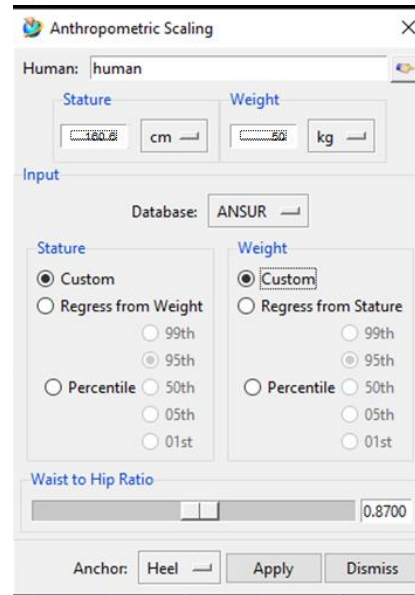 Anthropometric Scaling
Human: human
Stature Weight
cm 50 kg
Input
Database: ANSUR
Stature Weight
Custom Custom
Regress from Weight Regress from Stature
99th 99th
95th 95th
Percentile 50th Percentile 50th
05th 05th
01st 01st
Waist to Hip Ratio
0.8700
Anchor: Heel Apply Dismiss